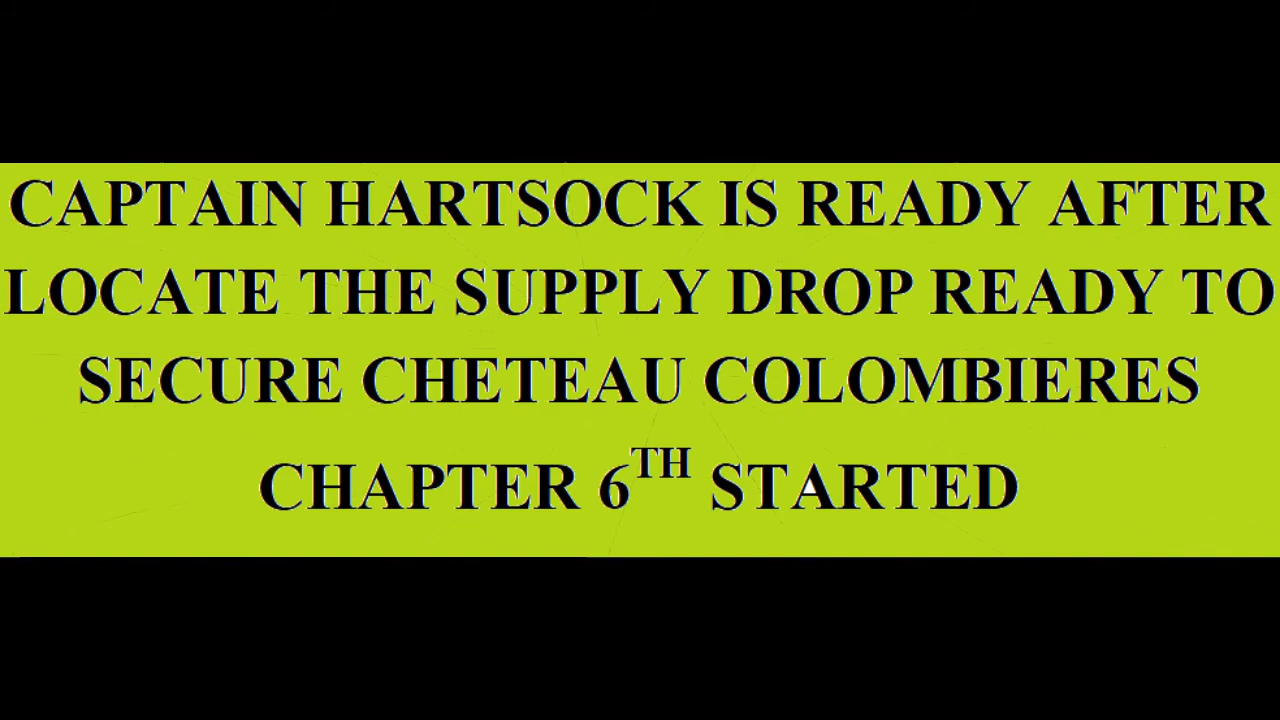 CAPTAIN HARTSOCK IS READY AFTER
LOCATE THE SUPPLY DROP READY TO
SECURE CHETEAU COLOMBIERES
CHAPTER 6TH STARTED